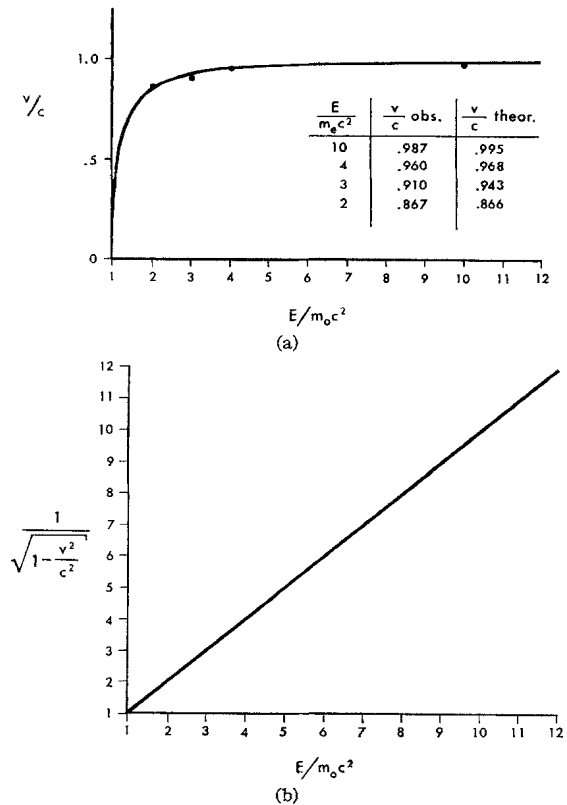 v/c
1.0
.5
0
E/mₑc² v/c obs. v/c theor.
10 .987 .995
4 .960 .968
3 .910 .943
2 .867 .866
1 2 3 4 5 6 7 8 9 10 11 12
E/m₀c²
(a)
12
11
10
9
8
7
6
5
4
3
2
1
1/√(1-v²/c²)
1 2 3 4 5 6 7 8 9 10 11 12
E/m₀c²
(b)